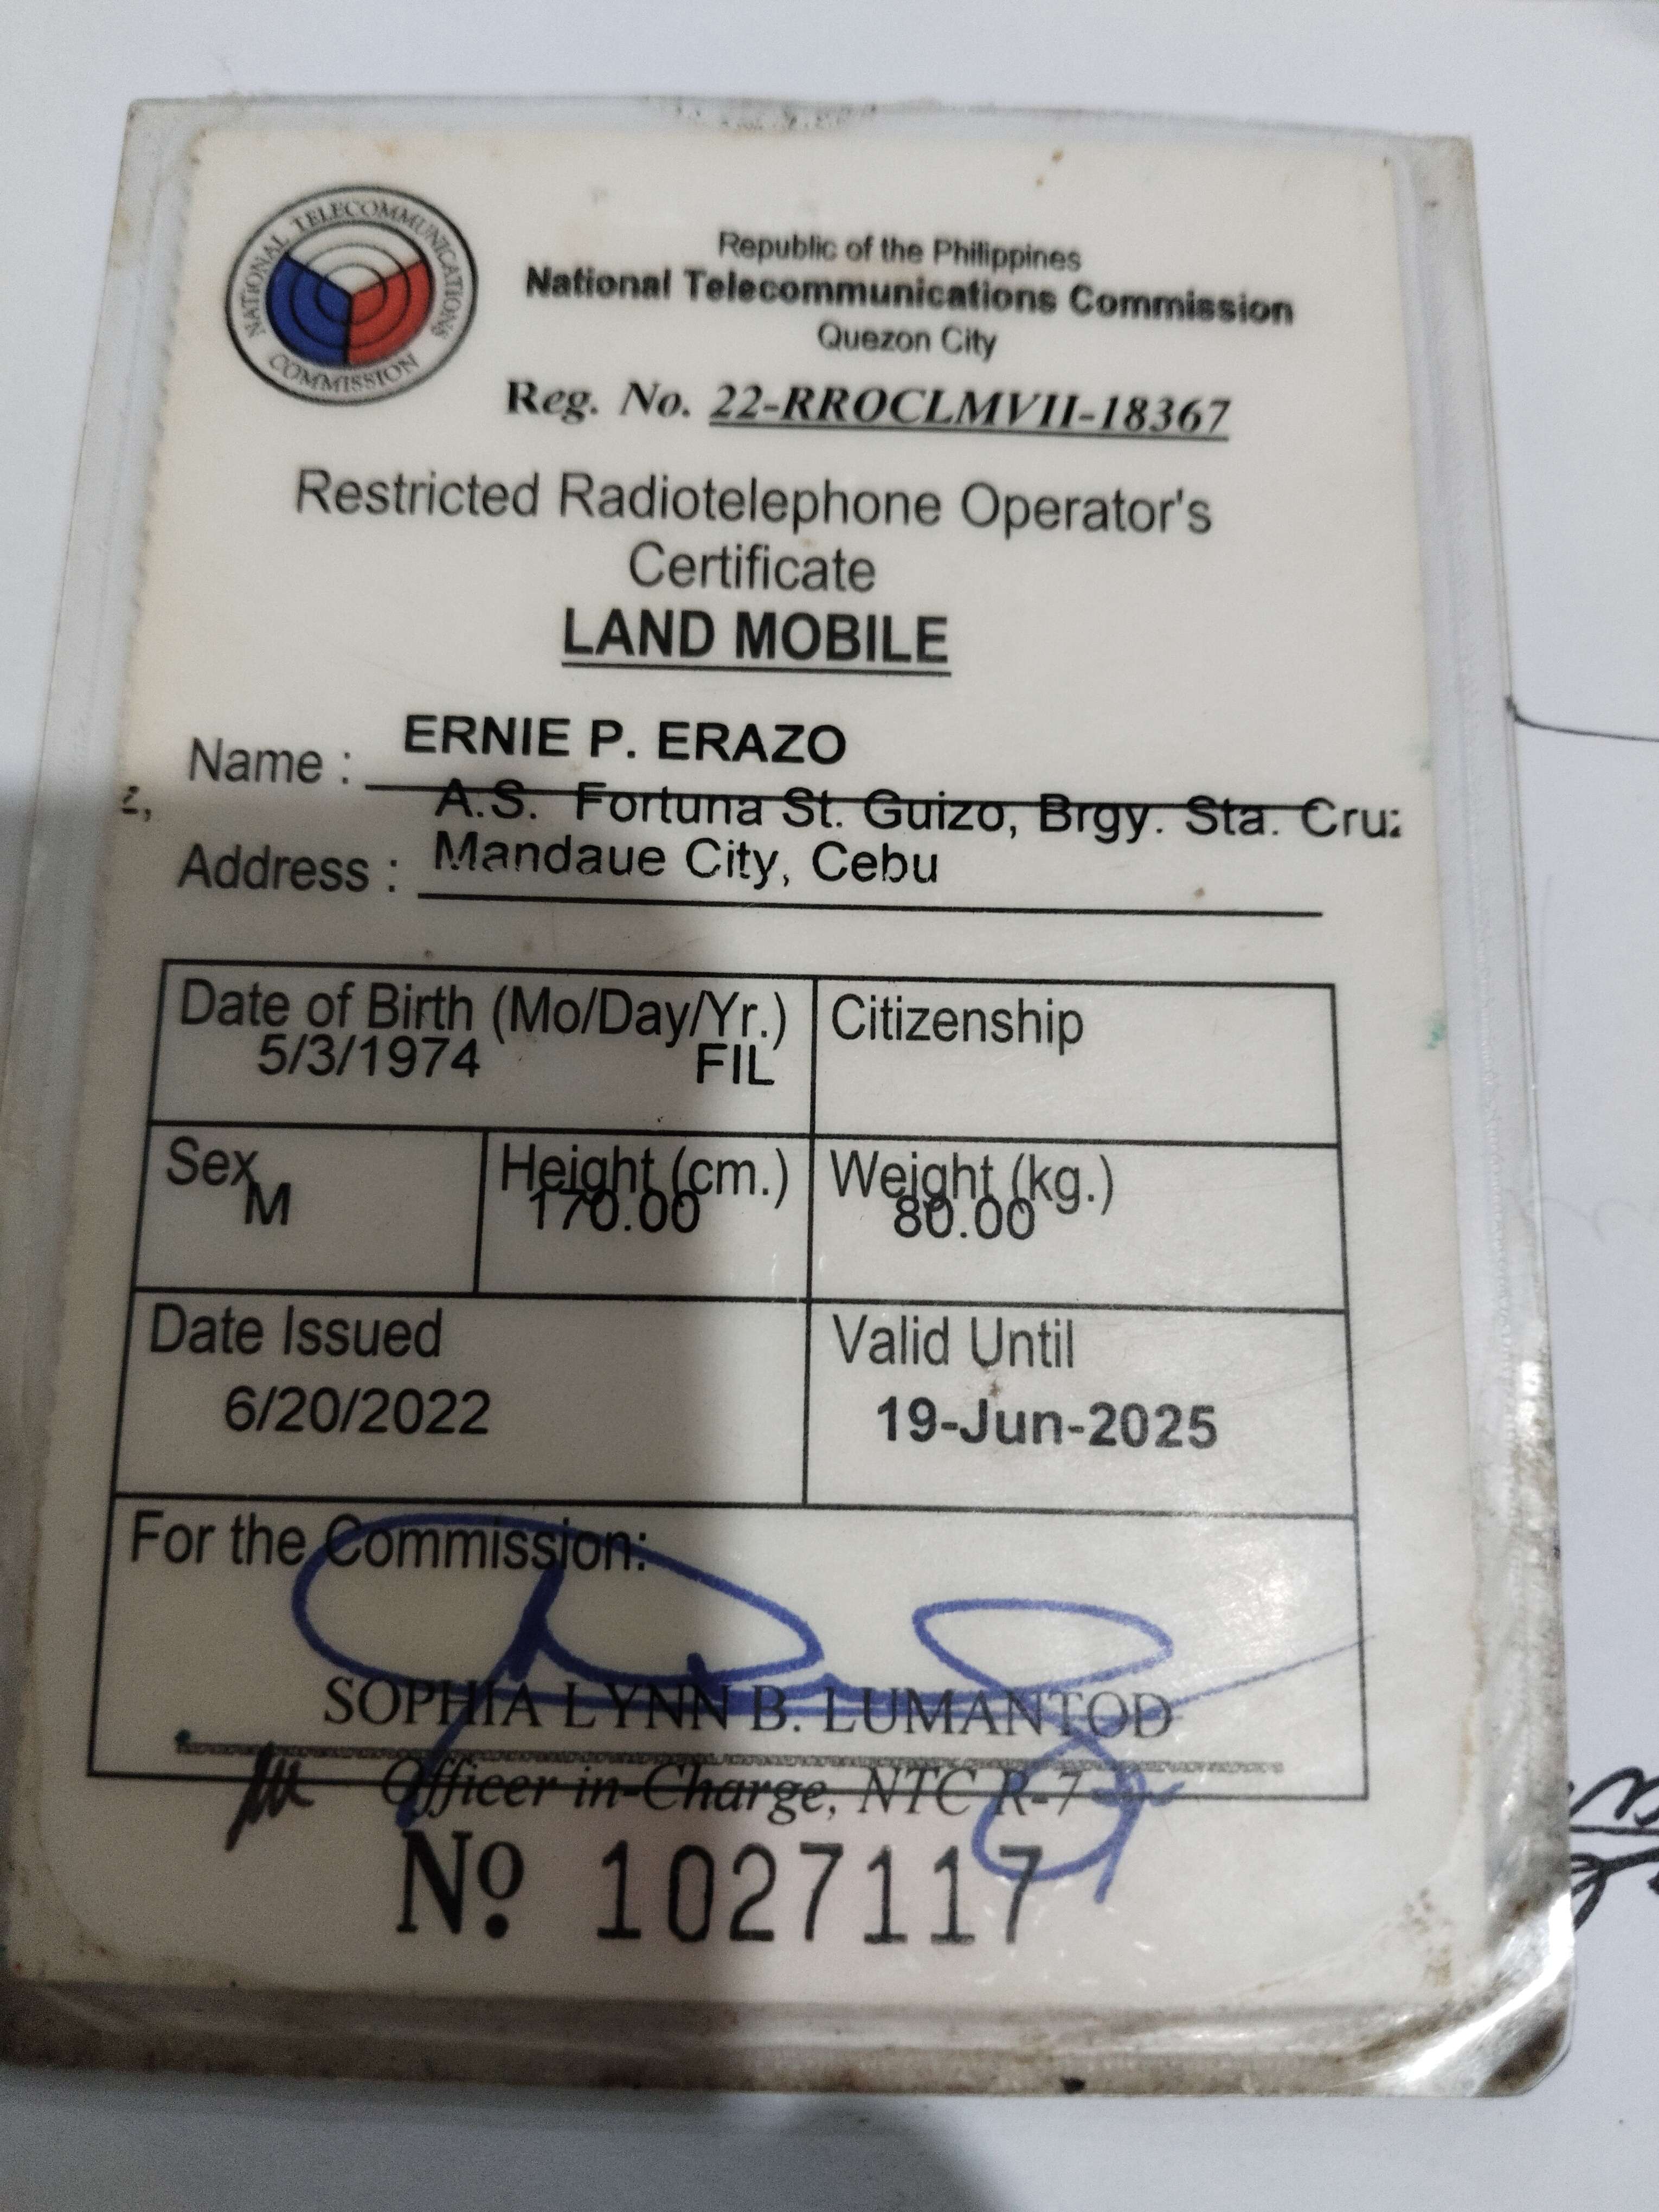 NATIONAL TELECOMMUNICATIONS COMMISSION
Republic of the Philippines
National Telecommunications Commission
Quezon City
Reg. No. 22-RROCLMVII-18367
Restricted Radiotelephone Operator's
Certificate
LAND MOBILE
Name : ERNIE P. ERAZO
A.S. Fortuna St. Guizo, Brgy. Sta. Cruz
z,
Address : Mandaue City, Cebu
Date of Birth (Mo/Day/Yr.) Citizenship
5/3/1974 FIL
Sex Height (cm.) Weight (kg.)
M 170.00 80.00
Date Issued Valid Until
6/20/2022 19-Jun-2025
For the Commission:
SOPHIA LYNN B. LUMANTOD
Officer in-Charge, NTC R-7
No 1027117